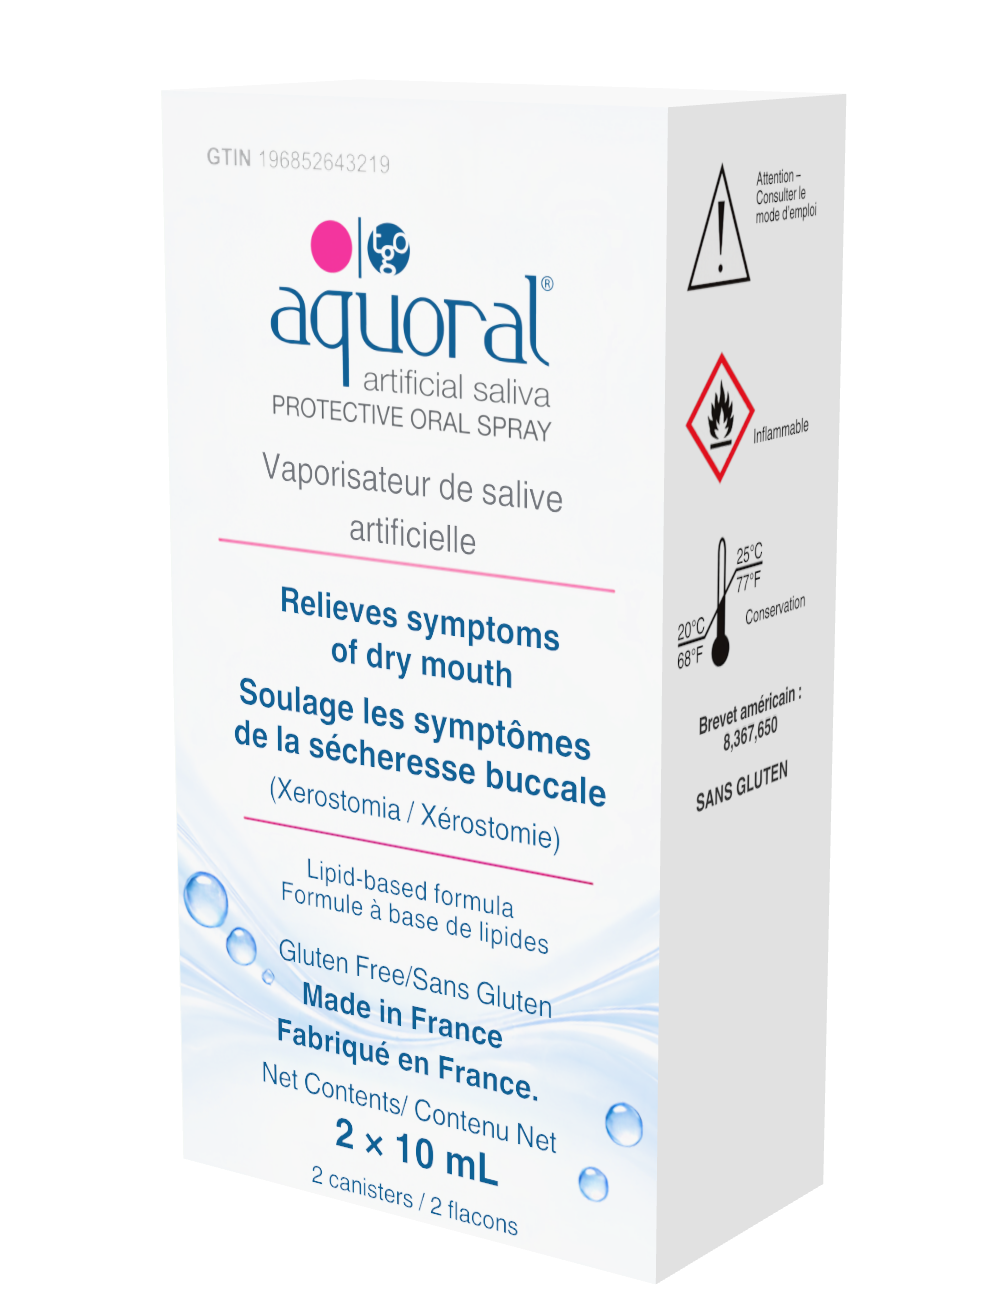 GTIN 196852643219
tgo
aquoral®
artificial saliva
PROTECTIVE ORAL SPRAY
Vaporisateur de salive
artificielle
Relieves symptoms
of dry mouth
Soulage les symptômes
de la sécheresse buccale
(Xerostomia / Xérostomie)
Lipid-based formula
Formule à base de lipides
Gluten Free/Sans Gluten
Made in France
Fabriqué en France.
Net Contents/ Contenu Net
2 × 10 mL
2 canisters / 2 flacons
Attention –
Consulter le
mode d'emploi
Inflammable
25°C
77°F
Conservation
20°C
68°F
Brevet américain :
8,367,650
SANS GLUTEN